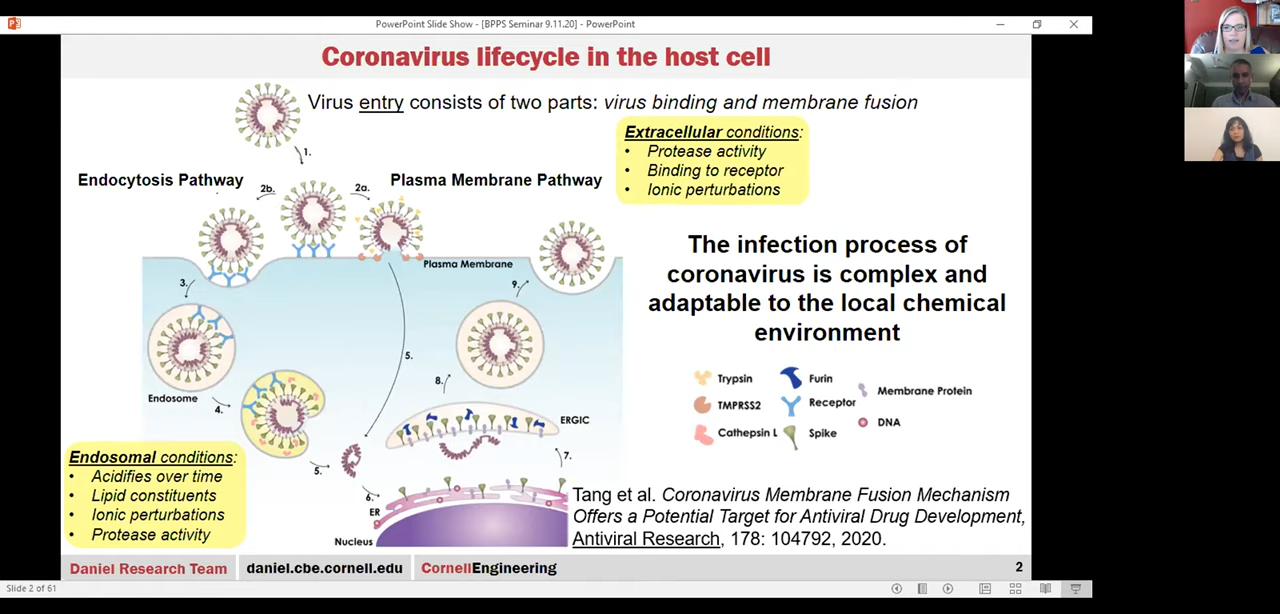 PowerPoint Slide Show - [BPPS Seminar 9.11.20] - PowerPoint
Coronavirus lifecycle in the host cell
Virus entry consists of two parts: virus binding and membrane fusion
Extracellular conditions:
• Protease activity
• Binding to receptor
• Ionic perturbations
1.
Endocytosis Pathway
2b.
2a.
Plasma Membrane Pathway
Plasma Membrane
3.
9.
The infection process of
coronavirus is complex and
adaptable to the local chemical
environment
5.
8.
Endosome
4.
ERGIC
Trypsin
TMPRSS2
Cathepsin L
Furin
Receptor
Spike
Membrane Protein
DNA
Endosomal conditions:
• Acidifies over time
• Lipid constituents
• Ionic perturbations
• Protease activity
5.
7.
6.
ER
Nucleus
Tang et al. Coronavirus Membrane Fusion Mechanism
Offers a Potential Target for Antiviral Drug Development,
Antiviral Research, 178: 104792, 2020.
Daniel Research Team
daniel.cbe.cornell.edu
CornellEngineering
2
Slide 2 of 61